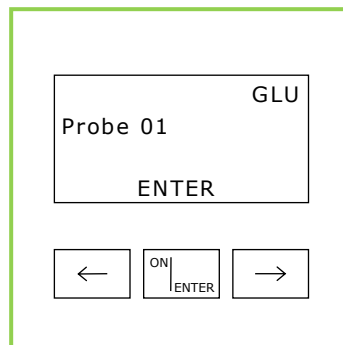 GLU
Probe 01
ENTER
← ON ENTER →